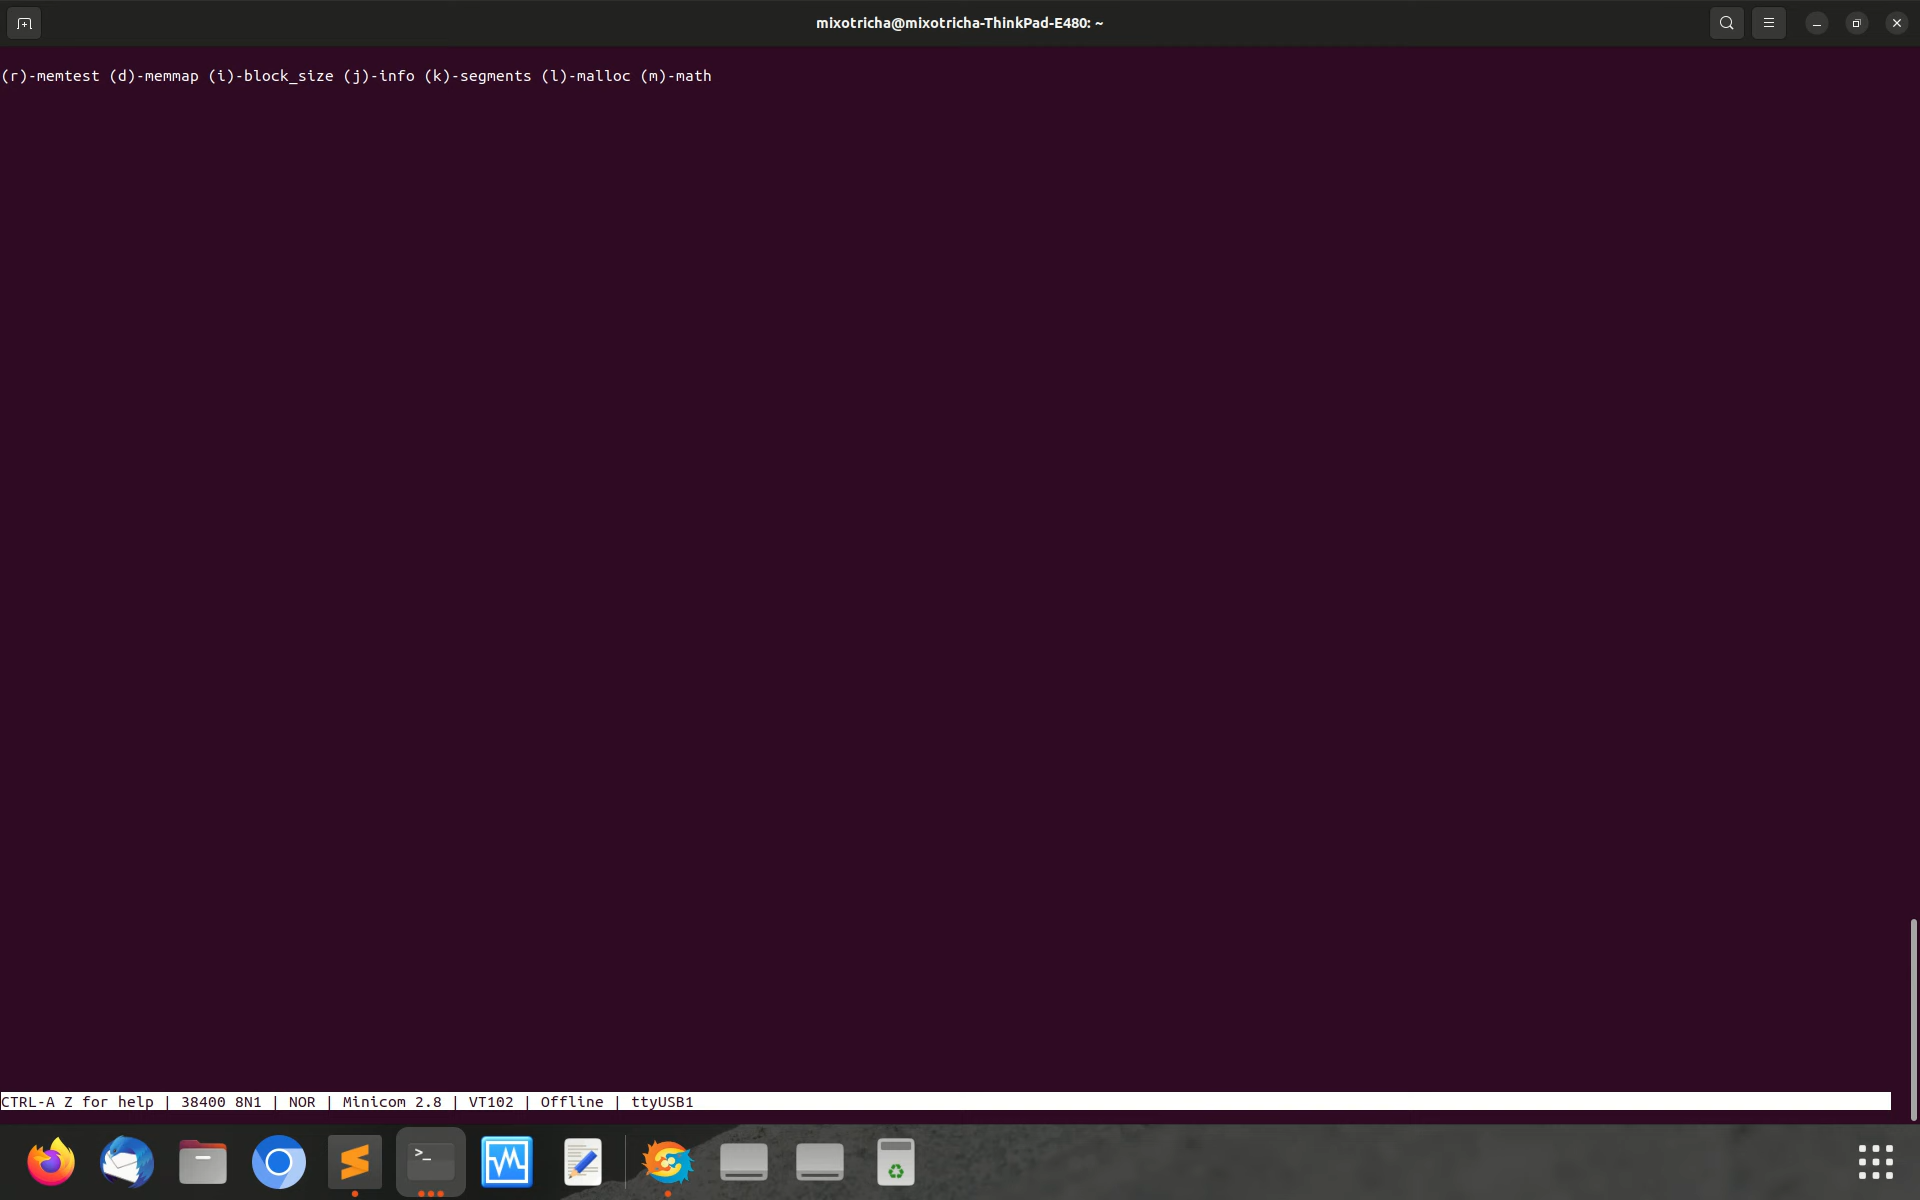 mixotricha@mixotricha-ThinkPad-E480: ~
(r)-memtest (d)-memmap (i)-block_size (j)-info (k)-segments (l)-malloc (m)-math
CTRL-A Z for help | 38400 8N1 | NOR | Minicom 2.8 | VT102 | Offline | ttyUSB1
>_